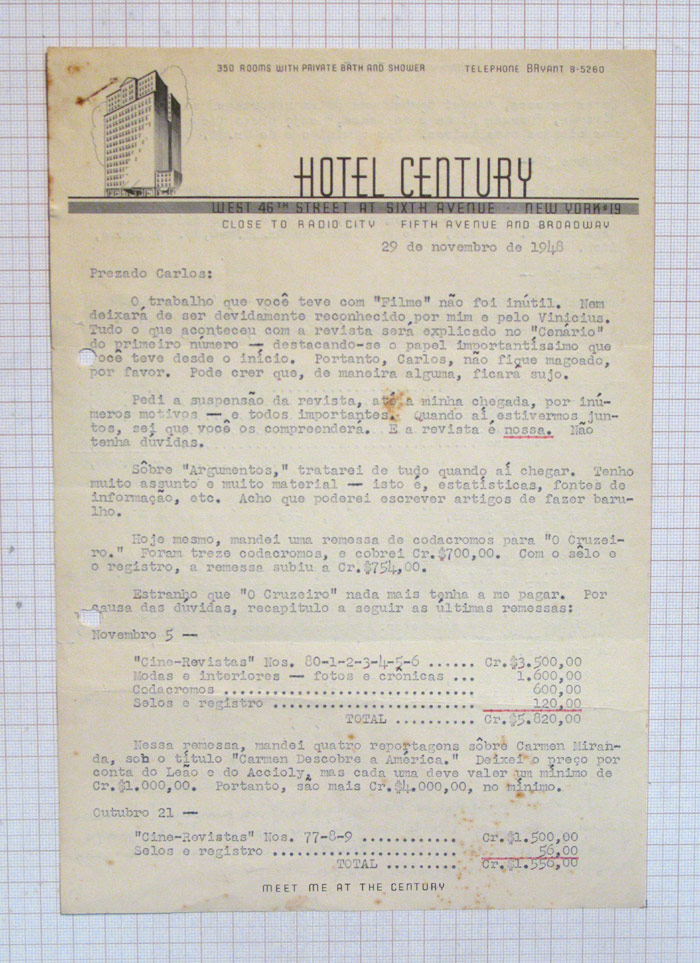 350 ROOMS WITH PRIVATE BATH AND SHOWER TELEPHONE BRYANT 9-5260
HOTEL CENTURY
WEST 46TH STREET AT SIXTH AVENUE · NEW YORK 19
CLOSE TO RADIO CITY · FIFTH AVENUE AND BROADWAY
29 de novembro de 1948
Prezado Carlos:
O trabalho que você teve com "Filme" não foi inútil. Nem
deixará de ser devidamente reconhecido por mim e pelo Vinicius.
Tudo o que aconteceu com a revista será explicado no "Cenário"
do primeiro número — destacando-se o papel importantíssimo que
você teve desde o início. Portanto, Carlos, não fique magoado,
por favor. Pode crer que, de maneira alguma, ficará sujo.
Pedi a suspensão da revista, até a minha chegada, por inú-
meros motivos — e todos importantes. Quando aí estivermos jun-
tos, sei que você os compreenderá. E a revista é nossa. Não
tenha dúvidas.
Sôbre "Argumentos," tratarei de tudo quando aí chegar. Tenho
muito assunto e muito material — isto é, estatísticas, fontes de
informação, etc. Acho que poderei escrever artigos de fazer baru-
lho.
Hoje mesmo, mandei uma remessa de codacromos para "O Cruzei-
ro." Foram treze codacromos, e cobrei Cr.$700,00. Com o sêlo e
o registro, a remessa subiu a Cr.$754,00.
Estranho que "O Cruzeiro" nada mais tenha a me pagar. Por
causa das dúvidas, recapitulo a seguir as últimas remessas:
Novembro 5 —
"Cine-Revistas" Nos. 80-1-2-3-4-5-6 ...... Cr.$3.500,00
Modas e interiores — fotos e crônicas ... 1.600,00
Codacromos ................................ 600,00
Selos e registro .......................... 120,00
TOTAL .......... Cr.$5.820,00
Nessa remessa, mandei quatro reportagens sôbre Carmen Miran-
da, sob o título "Carmen Descobre a América." Deixei o preço por
conta do Leão e do Accioly, mas cada uma deve valer um mínimo de
Cr.$1.000,00. Portanto, são mais Cr.$4.000,00, no mínimo.
Outubro 21 —
"Cine-Revistas" Nos. 77-8-9 ............ Cr.$1.500,00
Selos e registro ........................ 56,00
TOTAL ......... Cr.$1.556,00
MEET ME AT THE CENTURY